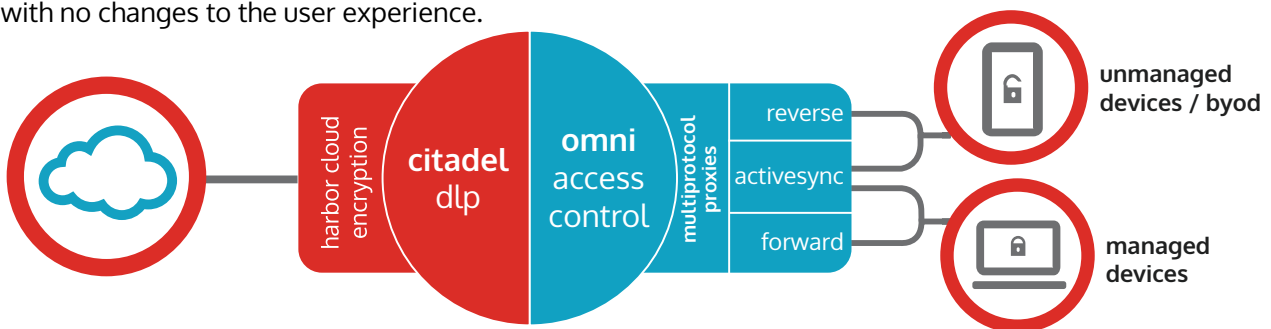 with no changes to the user experience.
harbor cloud
encryption
citadel
dlp
omni
access
control
multiprotocol
proxies
reverse
activesync
forward
unmanaged
devices / byod
managed
devices